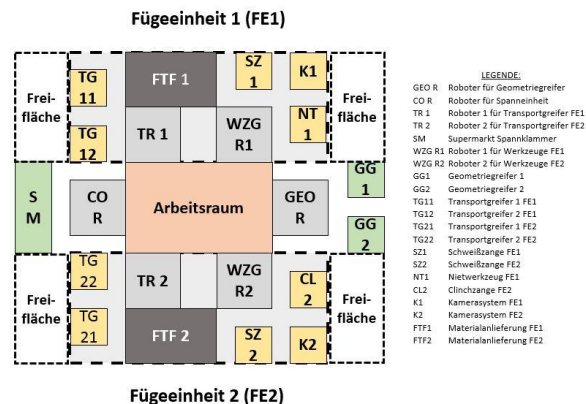 Fügeeinheit 1 (FE1)
Frei-
fläche
TG
11
TG
12
FTF 1
TR 1
SZ
1
WZG
R1
K1
NT
1
Frei-
fläche
S
M
CO
R
Arbeitsraum
GEO
R
GG
1
GG
2
Frei-
fläche
TG
22
TG
21
TR 2
FTF 2
WZG
R2
SZ
2
CL
2
K2
Frei-
fläche
Fügeeinheit 2 (FE2)
LEGENDE:
GEO R Roboter für Geometriegreifer
CO R Roboter für Spanneinheit
TR 1 Roboter 1 für Transportgreifer FE1
TR 2 Roboter 2 für Transportgreifer FE2
SM Supermarkt Spannklammer
WZG R1 Roboter 1 für Werkzeuge FE1
WZG R2 Roboter 2 für Werkzeuge FE2
GG1 Geometriegreifer 1
GG2 Geometriegreifer 2
TG11 Transportgreifer 1 FE1
TG12 Transportgreifer 2 FE1
TG21 Transportgreifer 1 FE2
TG22 Transportgreifer 2 FE2
SZ1 Schweißzange FE1
SZ2 Schweißzange FE2
NT1 Nietwerkzeug FE1
CL2 Clinchzange FE2
K1 Kamerasystem FE1
K2 Kamerasystem FE2
FTF1 Materialanlieferung FE1
FTF2 Materialanlieferung FE2